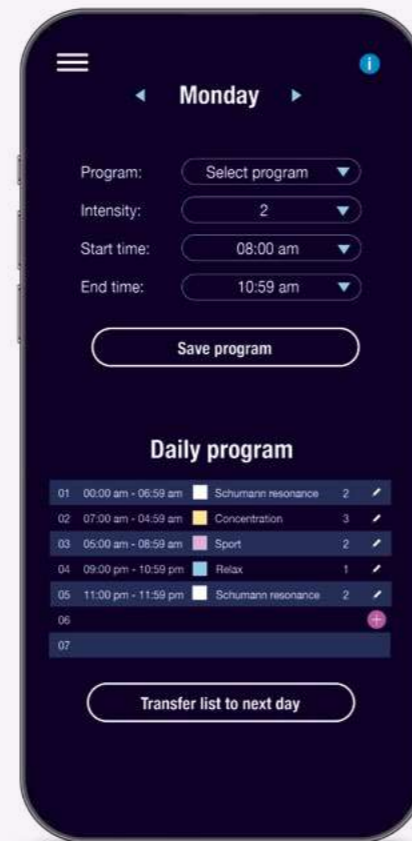 i
Monday
Program: Select program
Intensity: 2
Start time: 08:00 am
End time: 10:59 am
Save program
Daily program
01 00:00 am - 06:59 am Schumann resonance 2
02 07:00 am - 04:59 am Concentration 3
03 05:00 am - 08:59 am Sport 2
04 09:00 pm - 10:59 pm Relax 1
05 11:00 pm - 11:59 pm Schumann resonance 2
06
07
Transfer list to next day